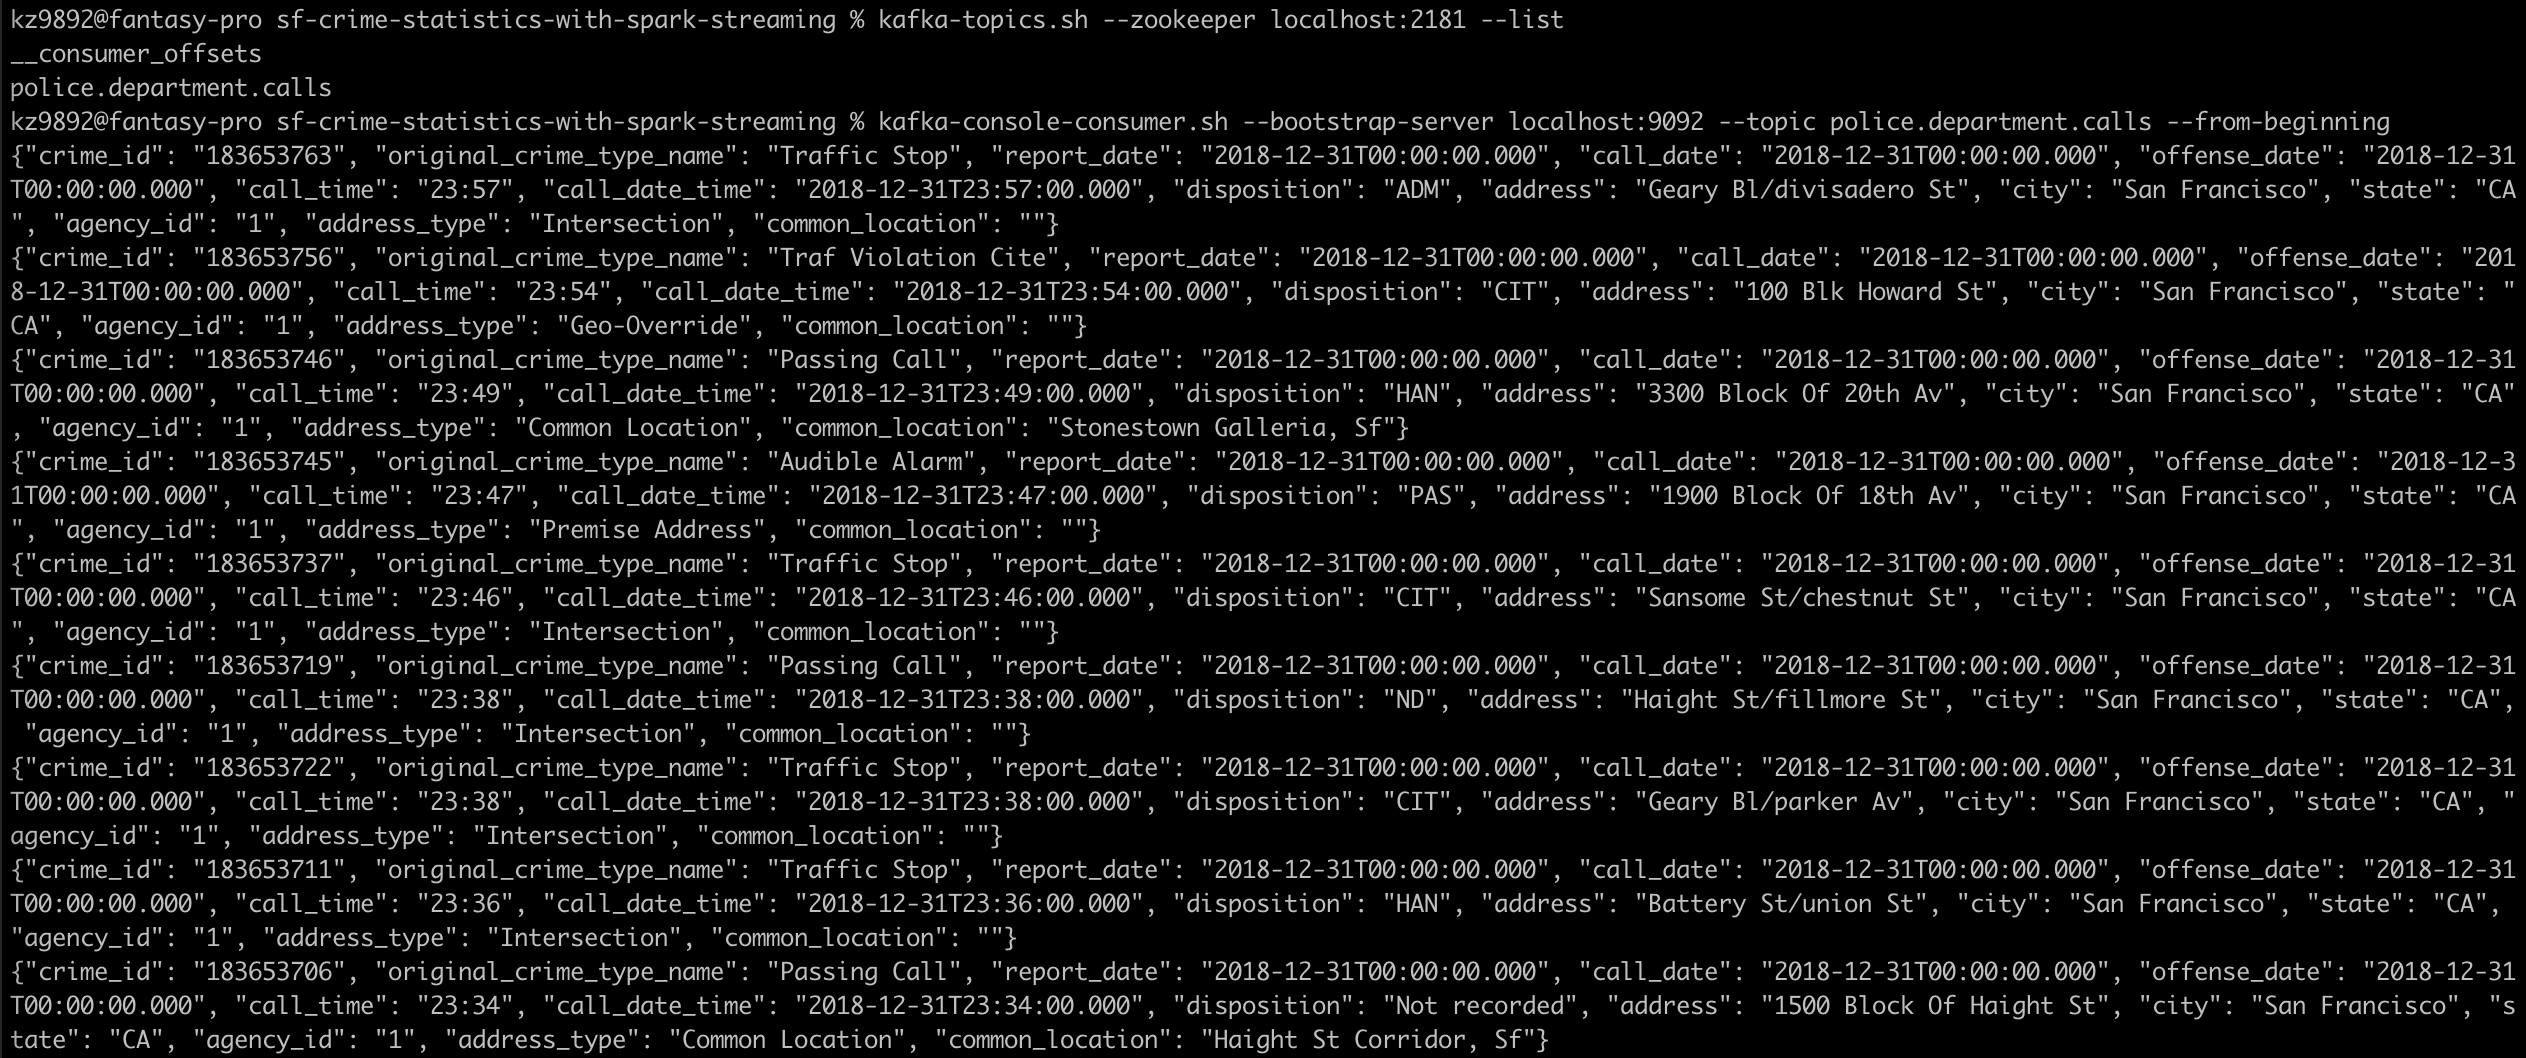 kz9892@fantasy-pro sf-crime-statistics-with-spark-streaming % kafka-topics.sh --zookeeper localhost:2181 --list
__consumer_offsets
police.department.calls
kz9892@fantasy-pro sf-crime-statistics-with-spark-streaming % kafka-console-consumer.sh --bootstrap-server localhost:9092 --topic police.department.calls --from-beginning
{"crime_id": "183653763", "original_crime_type_name": "Traffic Stop", "report_date": "2018-12-31T00:00:00.000", "call_date": "2018-12-31T00:00:00.000", "offense_date": "2018-12-31
T00:00:00.000", "call_time": "23:57", "call_date_time": "2018-12-31T23:57:00.000", "disposition": "ADM", "address": "Geary Bl/divisadero St", "city": "San Francisco", "state": "CA
", "agency_id": "1", "address_type": "Intersection", "common_location": ""}
{"crime_id": "183653756", "original_crime_type_name": "Traf Violation Cite", "report_date": "2018-12-31T00:00:00.000", "call_date": "2018-12-31T00:00:00.000", "offense_date": "201
8-12-31T00:00:00.000", "call_time": "23:54", "call_date_time": "2018-12-31T23:54:00.000", "disposition": "CIT", "address": "100 Blk Howard St", "city": "San Francisco", "state": "
CA", "agency_id": "1", "address_type": "Geo-Override", "common_location": ""}
{"crime_id": "183653746", "original_crime_type_name": "Passing Call", "report_date": "2018-12-31T00:00:00.000", "call_date": "2018-12-31T00:00:00.000", "offense_date": "2018-12-31
T00:00:00.000", "call_time": "23:49", "call_date_time": "2018-12-31T23:49:00.000", "disposition": "HAN", "address": "3300 Block Of 20th Av", "city": "San Francisco", "state": "CA"
, "agency_id": "1", "address_type": "Common Location", "common_location": "Stonestown Galleria, Sf"}
{"crime_id": "183653745", "original_crime_type_name": "Audible Alarm", "report_date": "2018-12-31T00:00:00.000", "call_date": "2018-12-31T00:00:00.000", "offense_date": "2018-12-3
1T00:00:00.000", "call_time": "23:47", "call_date_time": "2018-12-31T23:47:00.000", "disposition": "PAS", "address": "1900 Block Of 18th Av", "city": "San Francisco", "state": "CA
", "agency_id": "1", "address_type": "Premise Address", "common_location": ""}
{"crime_id": "183653737", "original_crime_type_name": "Traffic Stop", "report_date": "2018-12-31T00:00:00.000", "call_date": "2018-12-31T00:00:00.000", "offense_date": "2018-12-31
T00:00:00.000", "call_time": "23:46", "call_date_time": "2018-12-31T23:46:00.000", "disposition": "CIT", "address": "Sansome St/chestnut St", "city": "San Francisco", "state": "CA
", "agency_id": "1", "address_type": "Intersection", "common_location": ""}
{"crime_id": "183653719", "original_crime_type_name": "Passing Call", "report_date": "2018-12-31T00:00:00.000", "call_date": "2018-12-31T00:00:00.000", "offense_date": "2018-12-31
T00:00:00.000", "call_time": "23:38", "call_date_time": "2018-12-31T23:38:00.000", "disposition": "ND", "address": "Haight St/fillmore St", "city": "San Francisco", "state": "CA",
 "agency_id": "1", "address_type": "Intersection", "common_location": ""}
{"crime_id": "183653722", "original_crime_type_name": "Traffic Stop", "report_date": "2018-12-31T00:00:00.000", "call_date": "2018-12-31T00:00:00.000", "offense_date": "2018-12-31
T00:00:00.000", "call_time": "23:38", "call_date_time": "2018-12-31T23:38:00.000", "disposition": "CIT", "address": "Geary Bl/parker Av", "city": "San Francisco", "state": "CA", "
agency_id": "1", "address_type": "Intersection", "common_location": ""}
{"crime_id": "183653711", "original_crime_type_name": "Traffic Stop", "report_date": "2018-12-31T00:00:00.000", "call_date": "2018-12-31T00:00:00.000", "offense_date": "2018-12-31
T00:00:00.000", "call_time": "23:36", "call_date_time": "2018-12-31T23:36:00.000", "disposition": "HAN", "address": "Battery St/union St", "city": "San Francisco", "state": "CA", 
"agency_id": "1", "address_type": "Intersection", "common_location": ""}
{"crime_id": "183653706", "original_crime_type_name": "Passing Call", "report_date": "2018-12-31T00:00:00.000", "call_date": "2018-12-31T00:00:00.000", "offense_date": "2018-12-31
T00:00:00.000", "call_time": "23:34", "call_date_time": "2018-12-31T23:34:00.000", "disposition": "Not recorded", "address": "1500 Block Of Haight St", "city": "San Francisco", "s
tate": "CA", "agency_id": "1", "address_type": "Common Location", "common_location": "Haight St Corridor, Sf"}